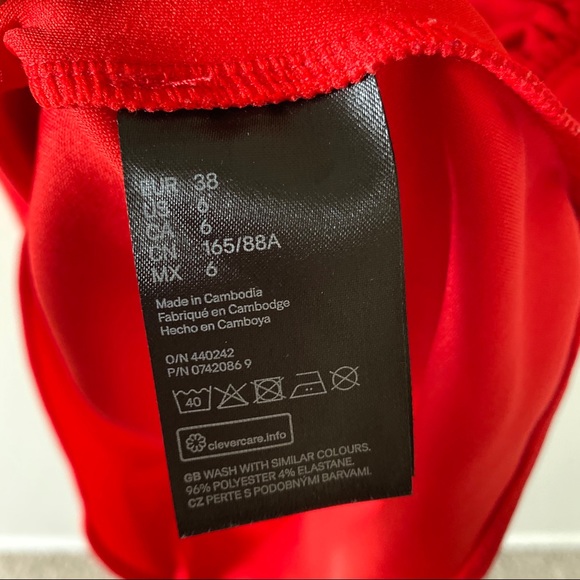 EUR 38
US 6
CA 6
CN 165/88A
MX 6
Made in Cambodia
Fabriqué en Cambodge
Hecho en Camboya
O/N 440242
P/N 0742086 9
40
clevercare.info
GB WASH WITH SIMILAR COLOURS.
96% POLYESTER 4% ELASTANE.
CZ PERTE S PODOBNÝMI BARVAMI.